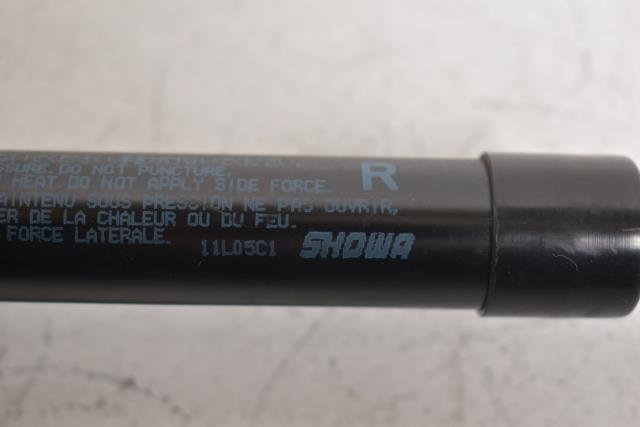 SSURE. DO NOT PUNCTURE,
HEAT. DO NOT APPLY SIDE FORCE. R
AINTENU SOUS PRESSION NE PAS OUVRIR,
ER DE LA CHALEUR OU DU FEU.
FORCE LATERALE. 11L05C1 SHOWA